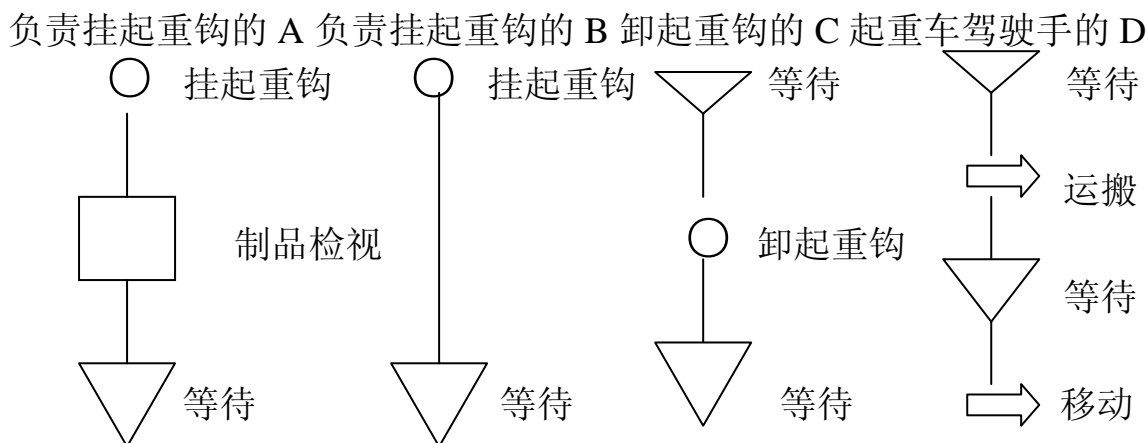 负责挂起重钩的 A 负责挂起重钩的 B 卸起重钩的 C 起重车驾驶手的 D
挂起重钩 挂起重钩 等待 等待
运搬
制品检视 卸起重钩
等待
等待 等待 等待 移动